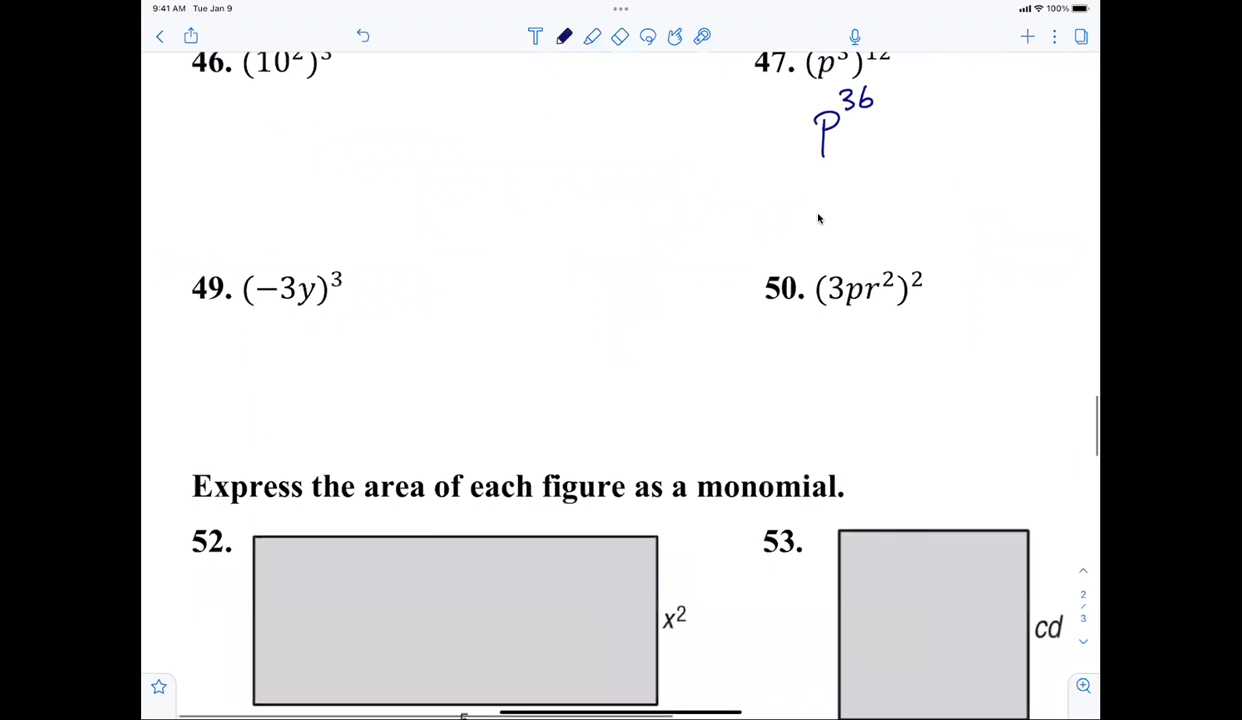 9:41 AM Tue Jan 9
100%
46. (10²)³
47. (p³)¹²
p³⁶
49. (−3y)³
50. (3pr²)²
Express the area of each figure as a monomial.
52.
x²
53.
cd
2
/
3